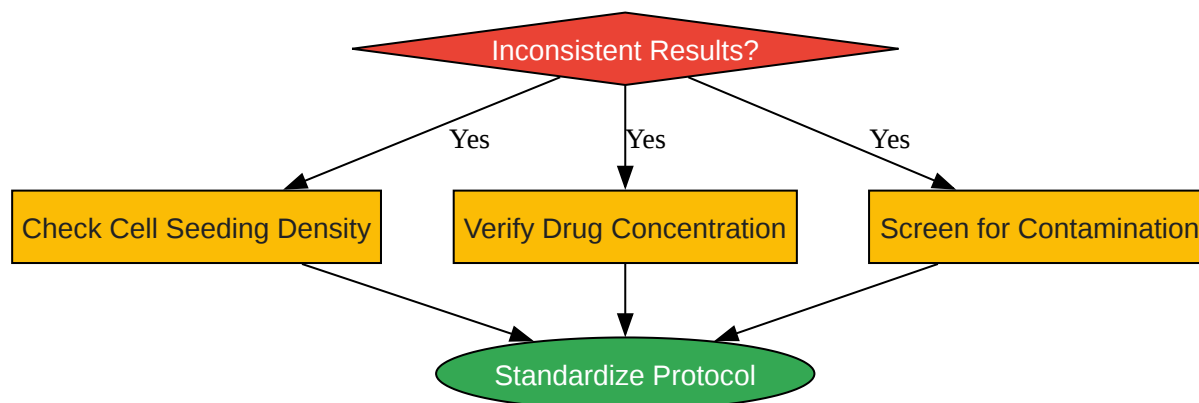 Inconsistent Results?
Yes
Yes
Yes
Check Cell Seeding Density
Verify Drug Concentration
Screen for Contamination
Standardize Protocol